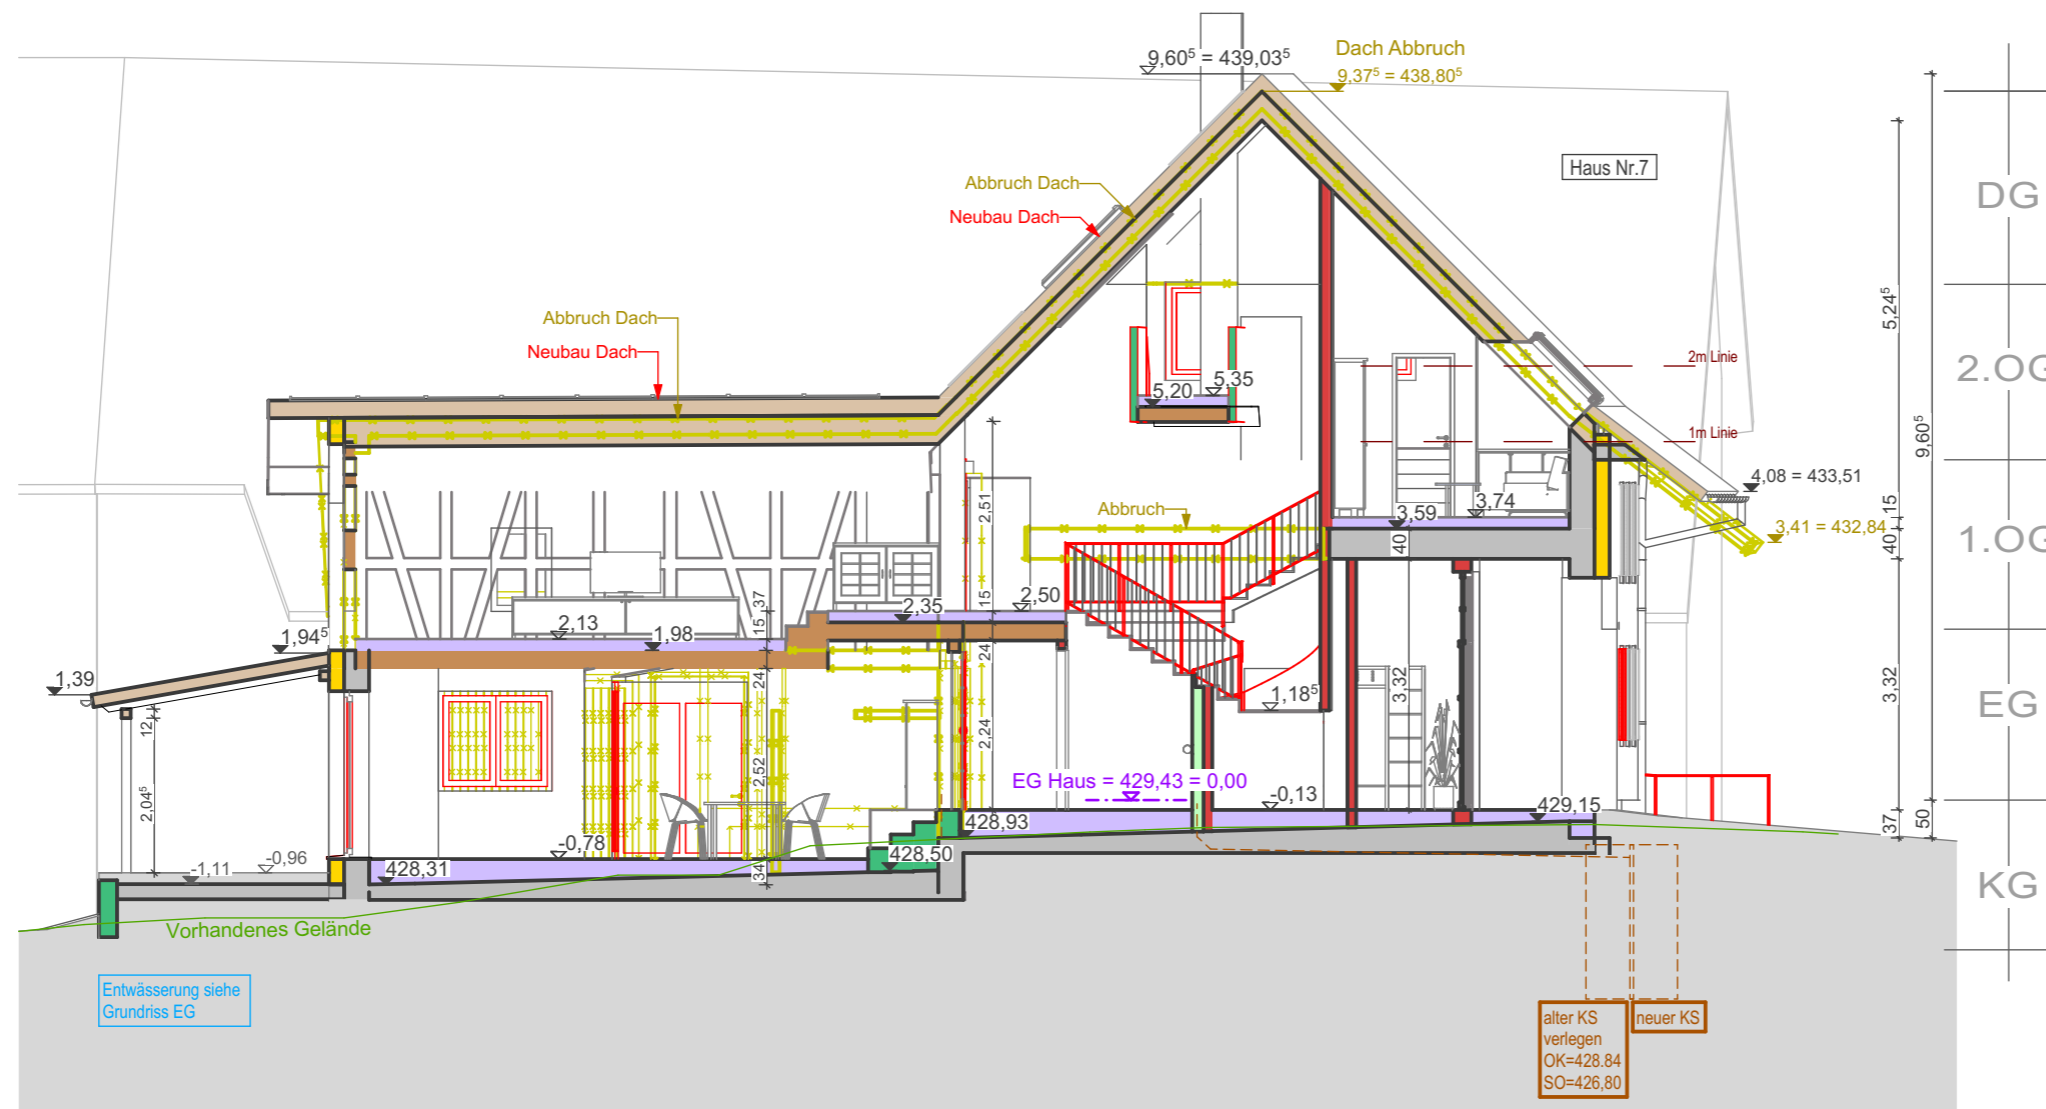 9,60⁵ = 439,03⁵
Dach Abbruch
9,37⁵ = 438,80⁵
Haus Nr.7
DG
Abbruch Dach
Neubau Dach
5,24⁵
Abbruch Dach
Neubau Dach
2m Linie
2.OG
5,20
5,35
9,60⁵
1m Linie
4,08 = 433,51
2,51
Abbruch
3,59
3,74
15
3,41 = 432,84
40
40
1.OG
37
15
2,35
15
2,50
2,13
1,98
1,94⁵
24
24
1,39
1,18⁵
3,32
3,32
EG
12
2,24
2,52
2,04⁵
EG Haus = 429,43 = 0,00
-0,13
429,15
428,93
37
50
-0,78
428,50
-1,11
-0,96
428,31
34
KG
Vorhandenes Gelände
Entwässerung siehe
Grundriss EG
alter KS
verlegen
OK=428.84
SO=426,80
neuer KS